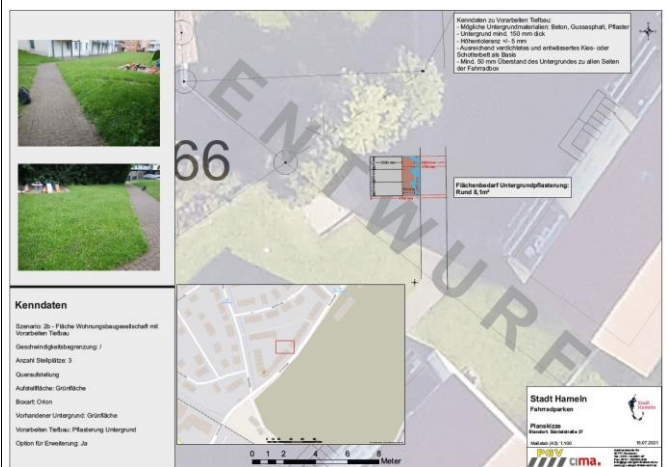 Kenndaten zu Vorarbeiten Tiefbau:
- Mögliche Untergrundmaterialien: Beton, Gussasphalt, Pflaster
- Untergrund mind. 150 mm dick
- Höhentoleranz +/- 5 mm
- Ausreichend verdichtetes und entwässertes Kies- oder
Schotterbett als Basis
- Mind. 50 mm Überstand des Untergrundes zu allen Seiten
der Fahrradbox
66
ENTWURF
Flächenbedarf Untergrundpflasterung:
Rund 8,1m²
Kenndaten
Szenario: 2b - Fläche Wohnungsbaugesellschaft mit
Vorarbeiten Tiefbau
Geschwindigkeitsbegrenzung: /
Anzahl Stellplätze: 3
Queraufstellung
Aufstellfläche: Grünfläche
Boxart: Orion
Vorhandener Untergrund: Grünfläche
Vorarbeiten Tiefbau: Pflasterung Untergrund
Option für Erweiterung: Ja
0 2 4 6 8
Meter
Stadt Hameln
Fahrradparken
Planskizze
Maßstab (A3): 1:100
19.07.2021
Stadt
Hameln
PGV
cima.